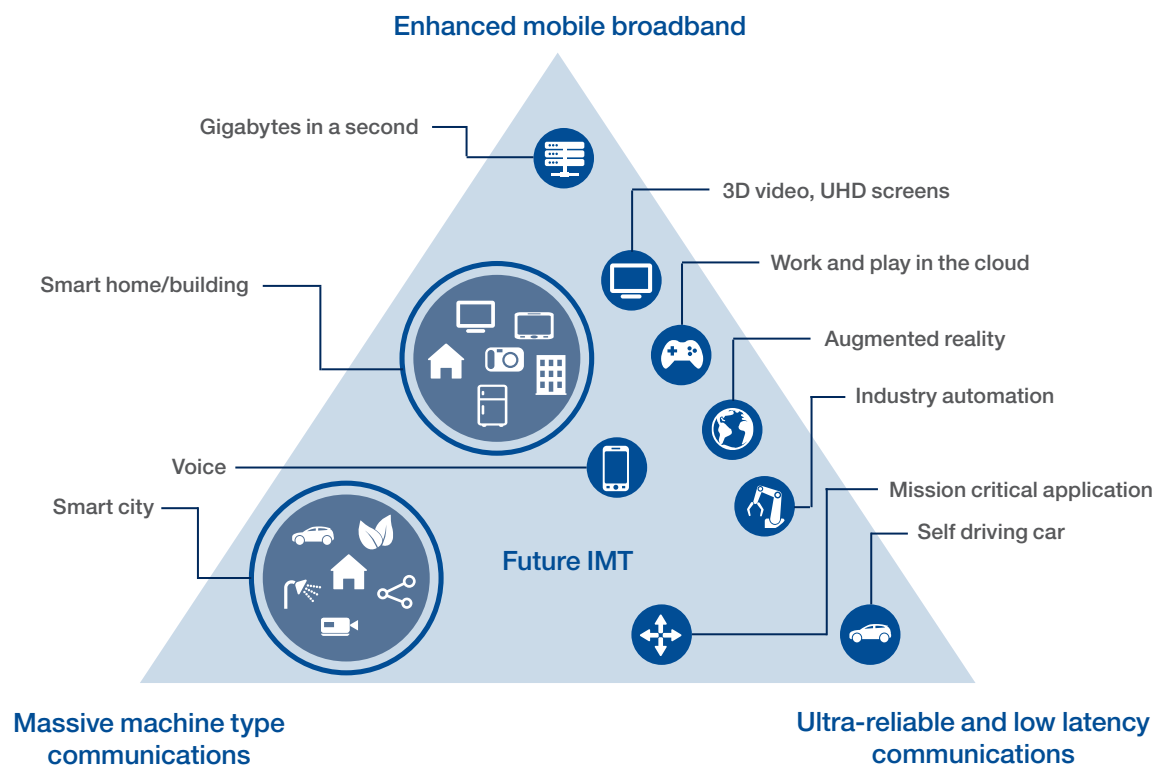 Enhanced mobile broadband
Gigabytes in a second
3D video, UHD screens
Work and play in the cloud
Smart home/building
Augmented reality
Industry automation
Voice
Mission critical application
Smart city
Self driving car
Future IMT
Massive machine type
communications
Ultra-reliable and low latency
communications